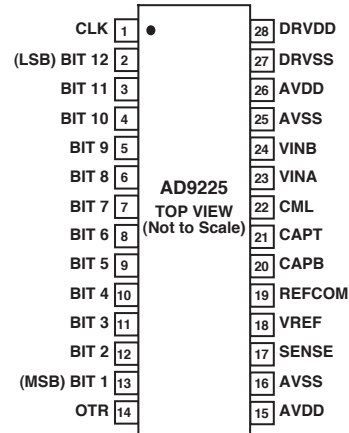 CLK 1
(LSB) BIT 12 2
BIT 11 3
BIT 10 4
BIT 9 5
BIT 8 6
BIT 7 7
BIT 6 8
BIT 5 9
BIT 4 10
BIT 3 11
BIT 2 12
(MSB) BIT 1 13
OTR 14
AD9225
TOP VIEW
(Not to Scale)
28 DRVDD
27 DRVSS
26 AVDD
25 AVSS
24 VINB
23 VINA
22 CML
21 CAPT
20 CAPB
19 REFCOM
18 VREF
17 SENSE
16 AVSS
15 AVDD